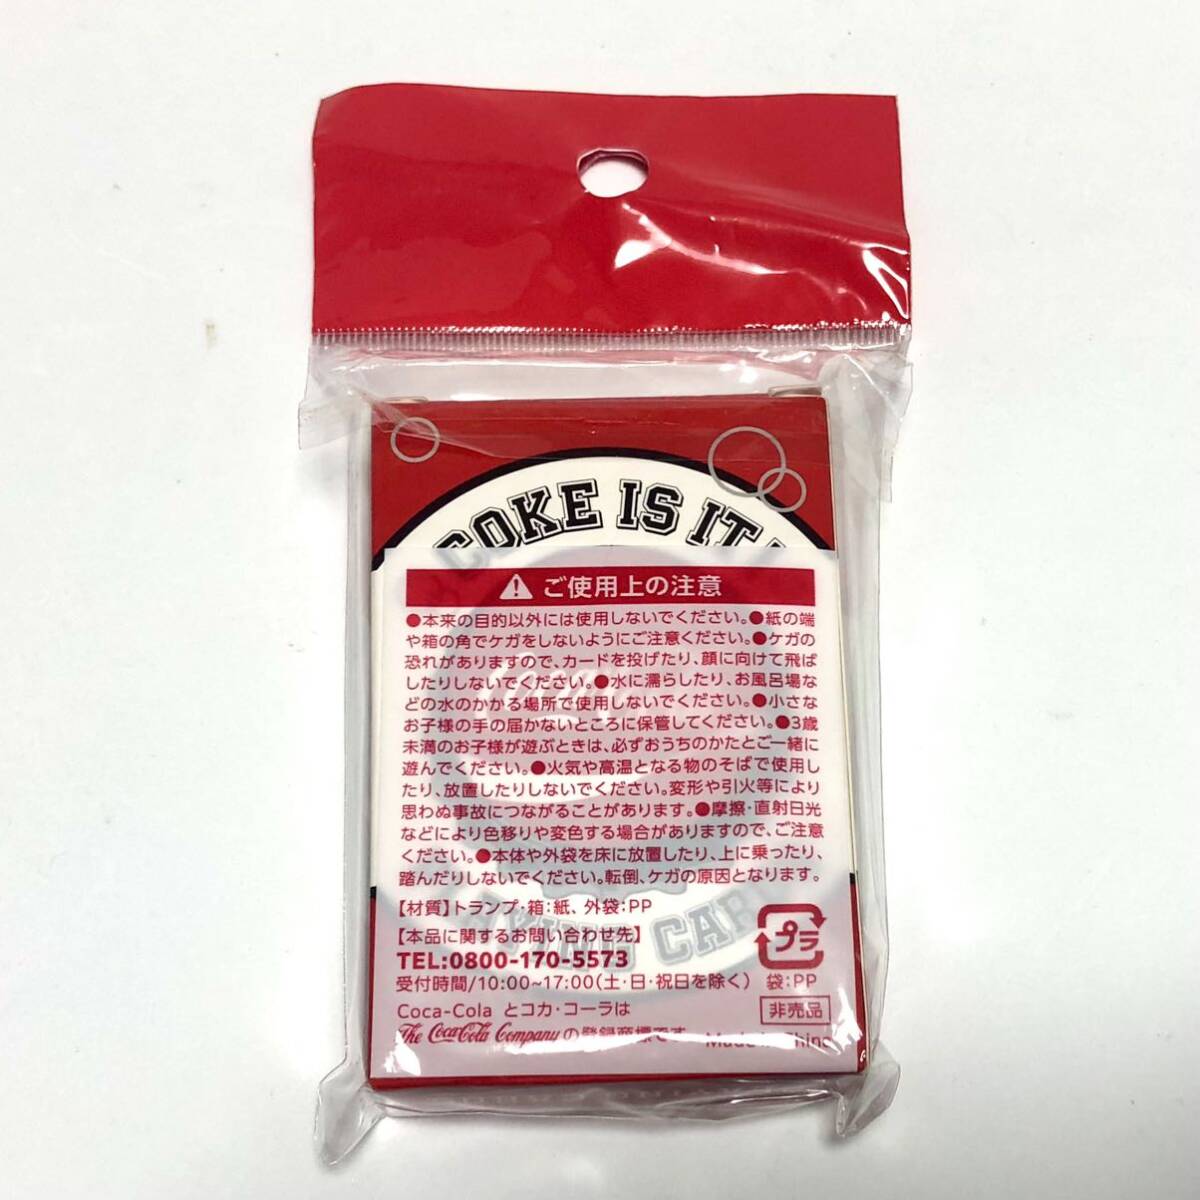 COKE IS IT!
⚠ ご使用上の注意
●本来の目的以外には使用しないでください。●紙の端
や箱の角でケガをしないようにご注意ください。●ケガの
恐れがありますので、カードを投げたり、顔に向けて飛ば
したりしないでください。●水に濡らしたり、お風呂場な
どの水のかかる場所で使用しないでください。●小さな
お子様の手の届かないところに保管してください。●3歳
未満のお子様が遊ぶときは、必ずおうちのかたとご一緒に
遊んでください。●火気や高温となる物のそばで使用し
たり、放置したりしないでください。変形や引火等により
思わぬ事故につながることがあります。●摩擦・直射日光
などにより色移りや変色する場合がありますので、ご注意
ください。●本体や外袋を床に放置したり、上に乗ったり、
踏んだりしないでください。転倒、ケガの原因となります。
【材質】トランプ・箱:紙、外袋:PP
【本品に関するお問い合わせ先】
TEL:0800-170-5573
受付時間/10:00~17:00(土・日・祝日を除く)
プラ
袋:PP
Coca-Cola とコカ・コーラは
The Coca-Cola Company の登録商標です
非売品
Made in China